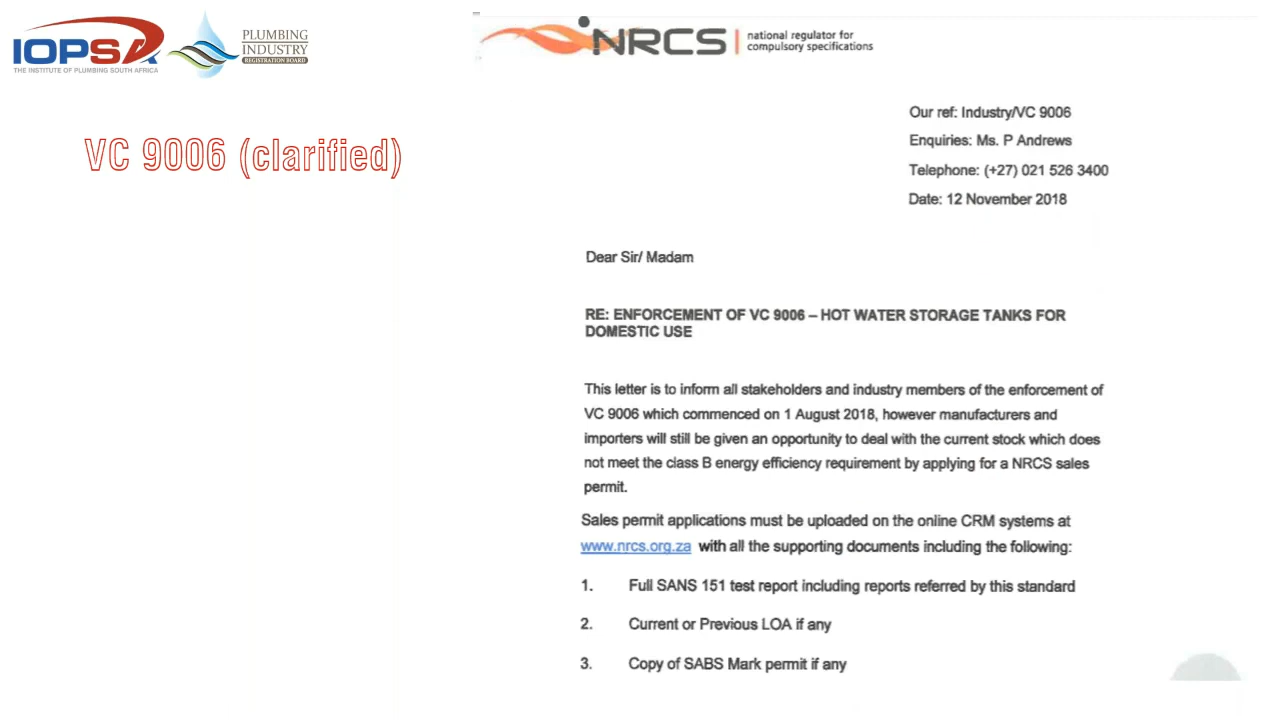 IOPSA
THE INSTITUTE OF PLUMBING SOUTH AFRICA
PLUMBING
INDUSTRY
REGISTRATION BOARD
VC 9006 (clarified)
NRCS
national regulator for
compulsory specifications
Our ref: Industry/VC 9006
Enquiries: Ms. P Andrews
Telephone: (+27) 021 526 3400
Date: 12 November 2018
Dear Sir/ Madam
RE: ENFORCEMENT OF VC 9006 – HOT WATER STORAGE TANKS FOR
DOMESTIC USE
This letter is to inform all stakeholders and industry members of the enforcement of
VC 9006 which commenced on 1 August 2018, however manufacturers and
importers will still be given an opportunity to deal with the current stock which does
not meet the class B energy efficiency requirement by applying for a NRCS sales
permit.
Sales permit applications must be uploaded on the online CRM systems at
www.nrcs.org.za with all the supporting documents including the following:
1. Full SANS 151 test report including reports referred by this standard
2. Current or Previous LOA if any
3. Copy of SABS Mark permit if any